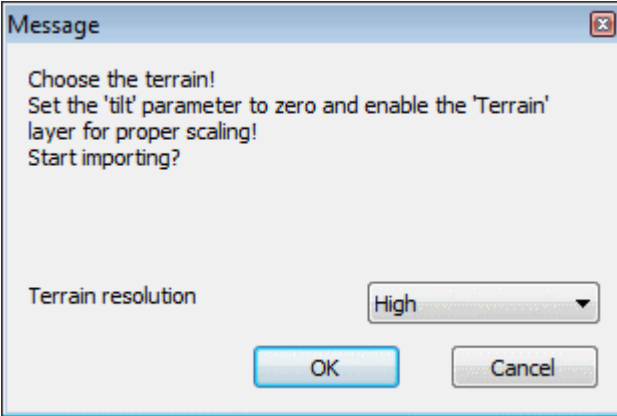 Message
Choose the terrain!
Set the 'tilt' parameter to zero and enable the 'Terrain'
layer for proper scaling!
Start importing?
Terrain resolution
High
OK
Cancel